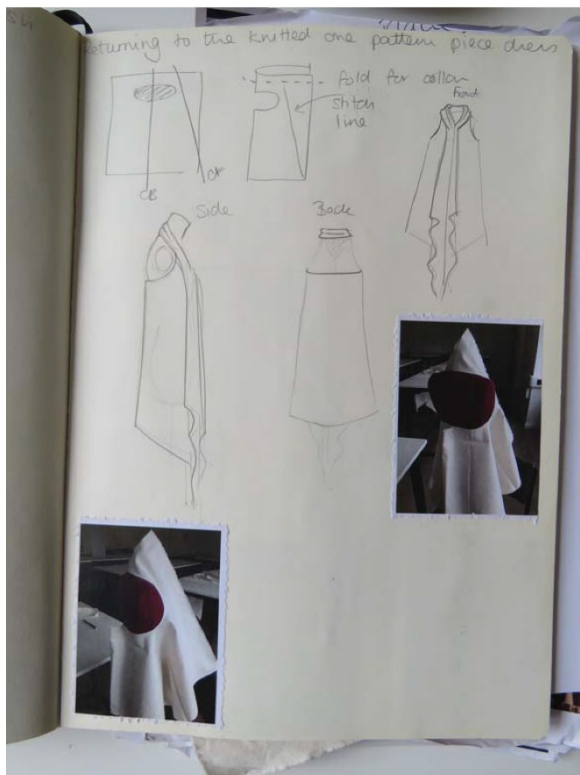 Returning to the knitted one pattern piece dress
fold for collar
stitch
line
Front
CF
CB
Side
Back